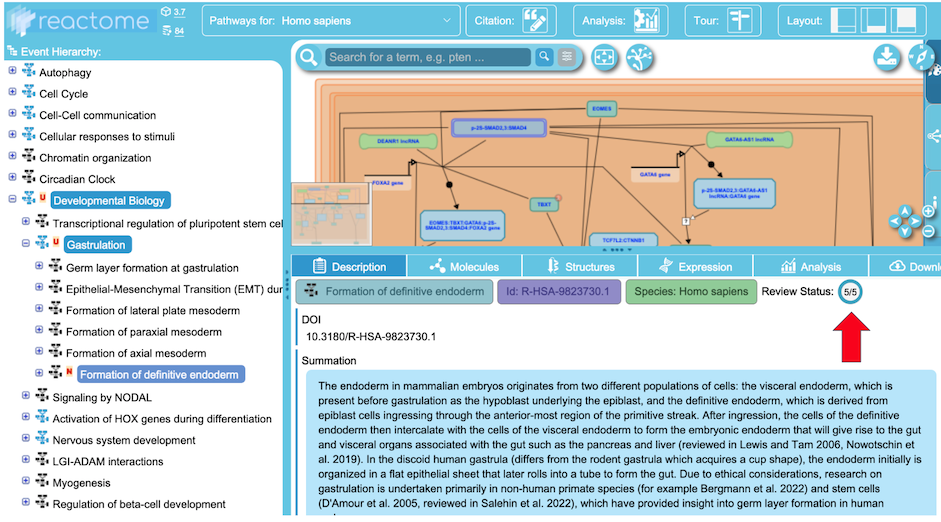 reactome
3.7
84
Pathways for: Homo sapiens
Citation:
Analysis:
Tour:
Layout:
Event Hierarchy:
Autophagy
Cell Cycle
Cell-Cell communication
Cellular responses to stimuli
Chromatin organization
Circadian Clock
U Developmental Biology
Transcriptional regulation of pluripotent stem cel
U Gastrulation
Germ layer formation at gastrulation
Epithelial-Mesenchymal Transition (EMT) dur
Formation of lateral plate mesoderm
Formation of paraxial mesoderm
Formation of axial mesoderm
N Formation of definitive endoderm
Signaling by NODAL
Activation of HOX genes during differentiation
Nervous system development
LGI-ADAM interactions
Myogenesis
Regulation of beta-cell development
Search for a term, e.g. pten ...
EOMES
p-2S-SMAD2,3:SMAD4
DEANR1 lncRNA
GATA6-AS1 lncRNA
FOXA2 gene
GATA6 gene
p-2S-SMAD2,3:GATA6-AS1
lncRNA:GATA6 gene
TBXT
EOMES:TBXT:GATA6:p-2S-
SMAD2,3:SMAD4:FOXA2 gene
TCF7L2:CTNNB1
Description
Molecules
Structures
Expression
Analysis
Downl
Formation of definitive endoderm
Id: R-HSA-9823730.1
Species: Homo sapiens
Review Status: 5/5
DOI
10.3180/R-HSA-9823730.1
Summation
The endoderm in mammalian embryos originates from two different populations of cells: the visceral endoderm, which is
present before gastrulation as the hypoblast underlying the epiblast, and the definitive endoderm, which is derived from
epiblast cells ingressing through the anterior-most region of the primitive streak. After ingression, the cells of the definitive
endoderm then intercalate with the cells of the visceral endoderm to form the embryonic endoderm that will give rise to the gut
and visceral organs associated with the gut such as the pancreas and liver (reviewed in Lewis and Tam 2006, Nowotschin et
al. 2019). In the discoid human gastrula (differs from the rodent gastrula which acquires a cup shape), the endoderm initially is
organized in a flat epithelial sheet that later rolls into a tube to form the gut. Due to ethical considerations, research on
gastrulation is undertaken primarily in non-human primate species (for example Bergmann et al. 2022) and stem cells
(D'Amour et al. 2005, reviewed in Salehin et al. 2022), which have provided insight into germ layer formation in human